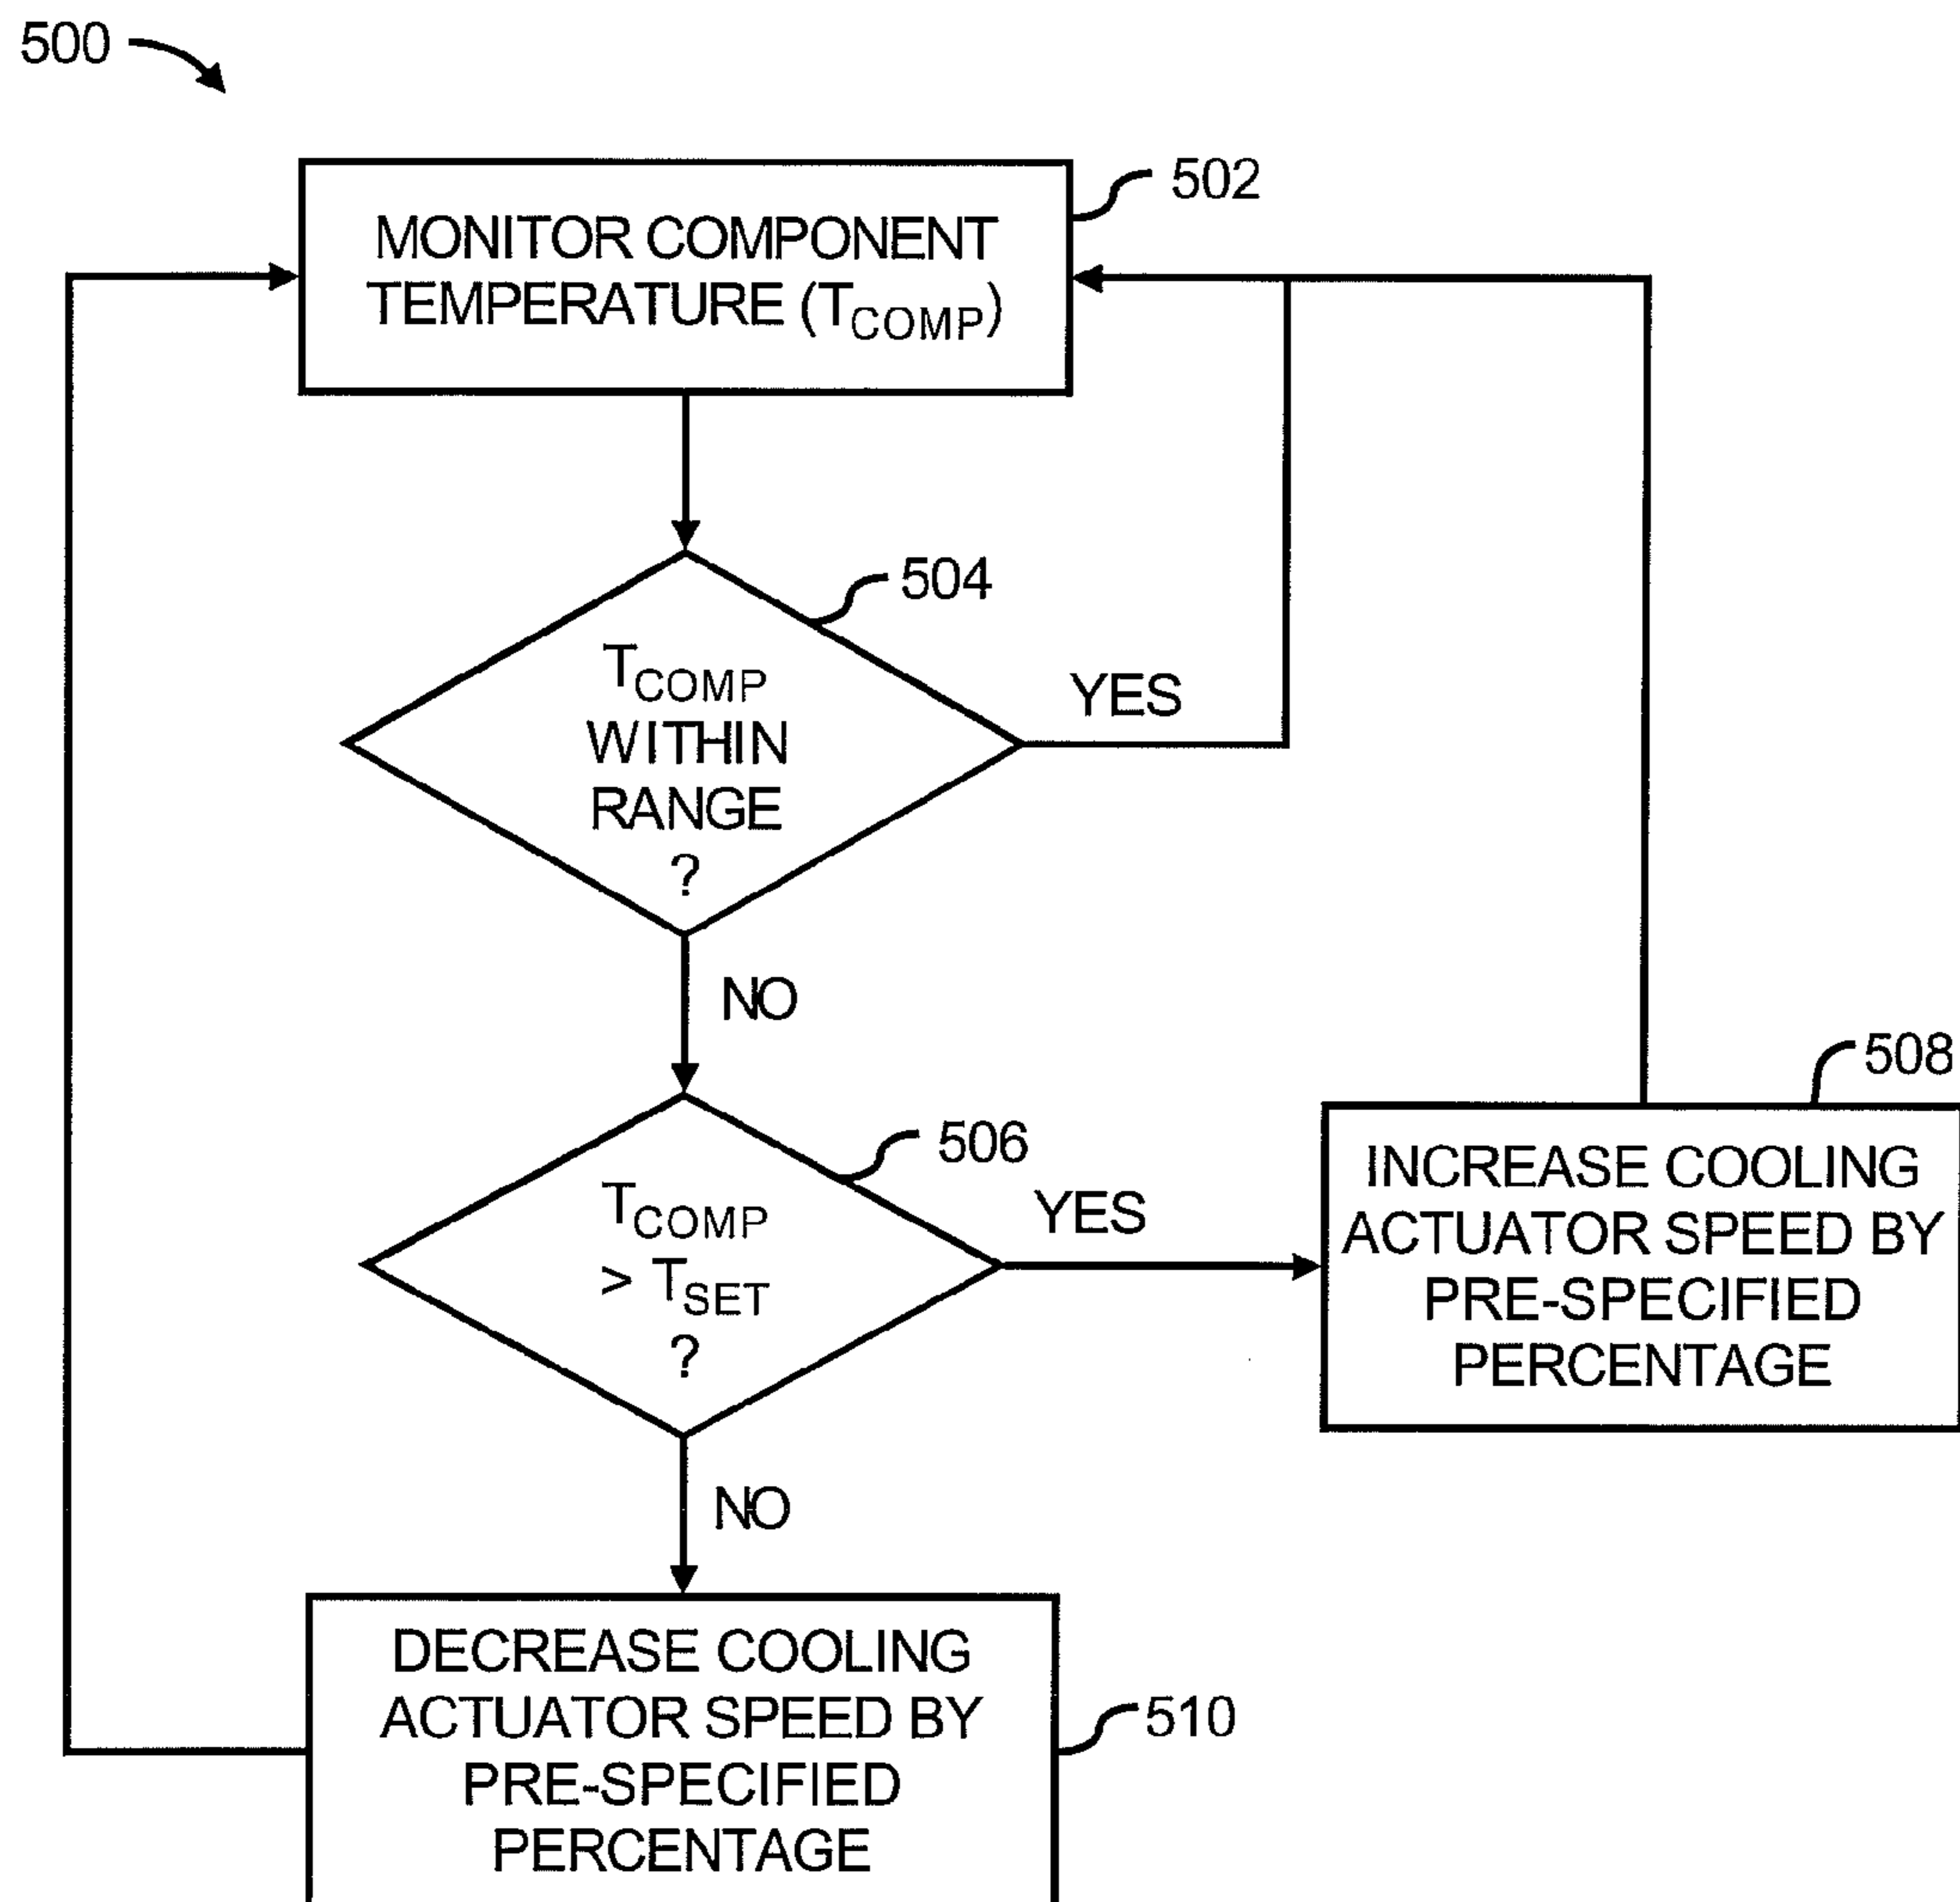 500
502
MONITOR COMPONENT
TEMPERATURE (TCOMP)
504
TCOMP
WITHIN
RANGE
?
YES
NO
506
TCOMP
> TSET
?
YES
508
INCREASE COOLING
ACTUATOR SPEED BY
PRE-SPECIFIED
PERCENTAGE
NO
DECREASE COOLING
ACTUATOR SPEED BY
PRE-SPECIFIED
PERCENTAGE
510